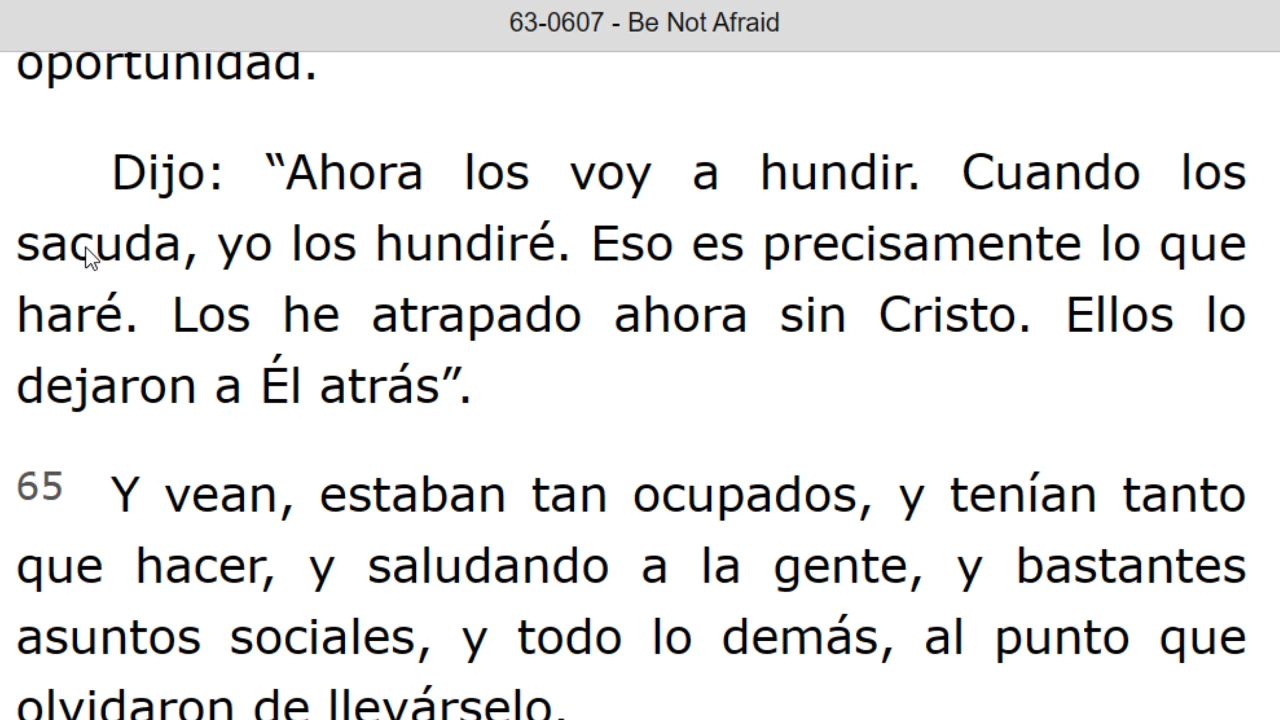 63-0607 - Be Not Afraid
oportunidad.
Dijo: “Ahora los voy a hundir. Cuando los
sacuda, yo los hundiré. Eso es precisamente lo que
haré. Los he atrapado ahora sin Cristo. Ellos lo
dejaron a Él atrás”.
65 Y vean, estaban tan ocupados, y tenían tanto
que hacer, y saludando a la gente, y bastantes
asuntos sociales, y todo lo demás, al punto que
olvidaron de llevárselo.